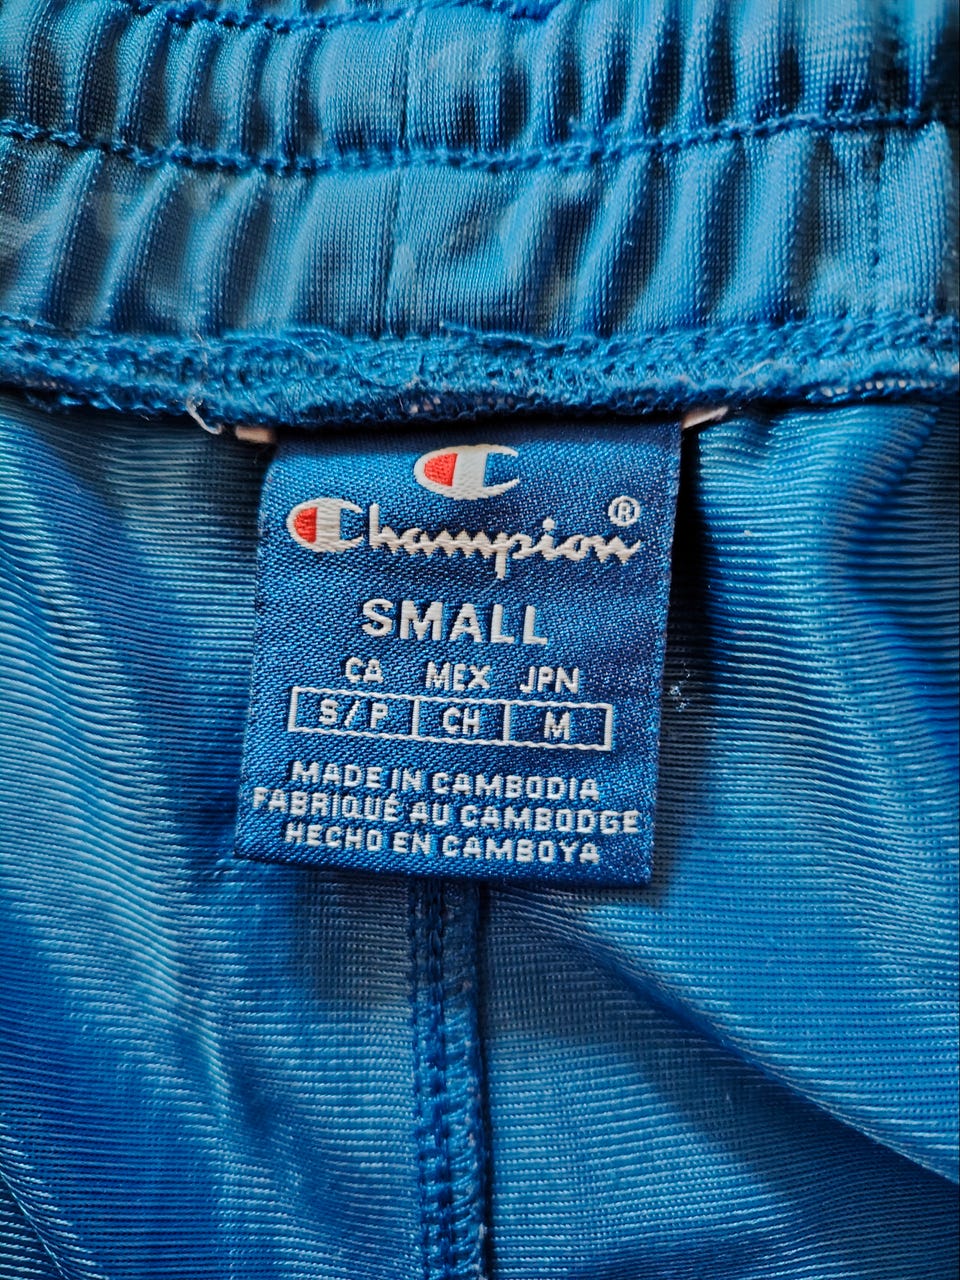 Champion®
SMALL
CA MEX JPN
S/P CH M
MADE IN CAMBODIA
FABRIQUÉ AU CAMBODGE
HECHO EN CAMBOYA